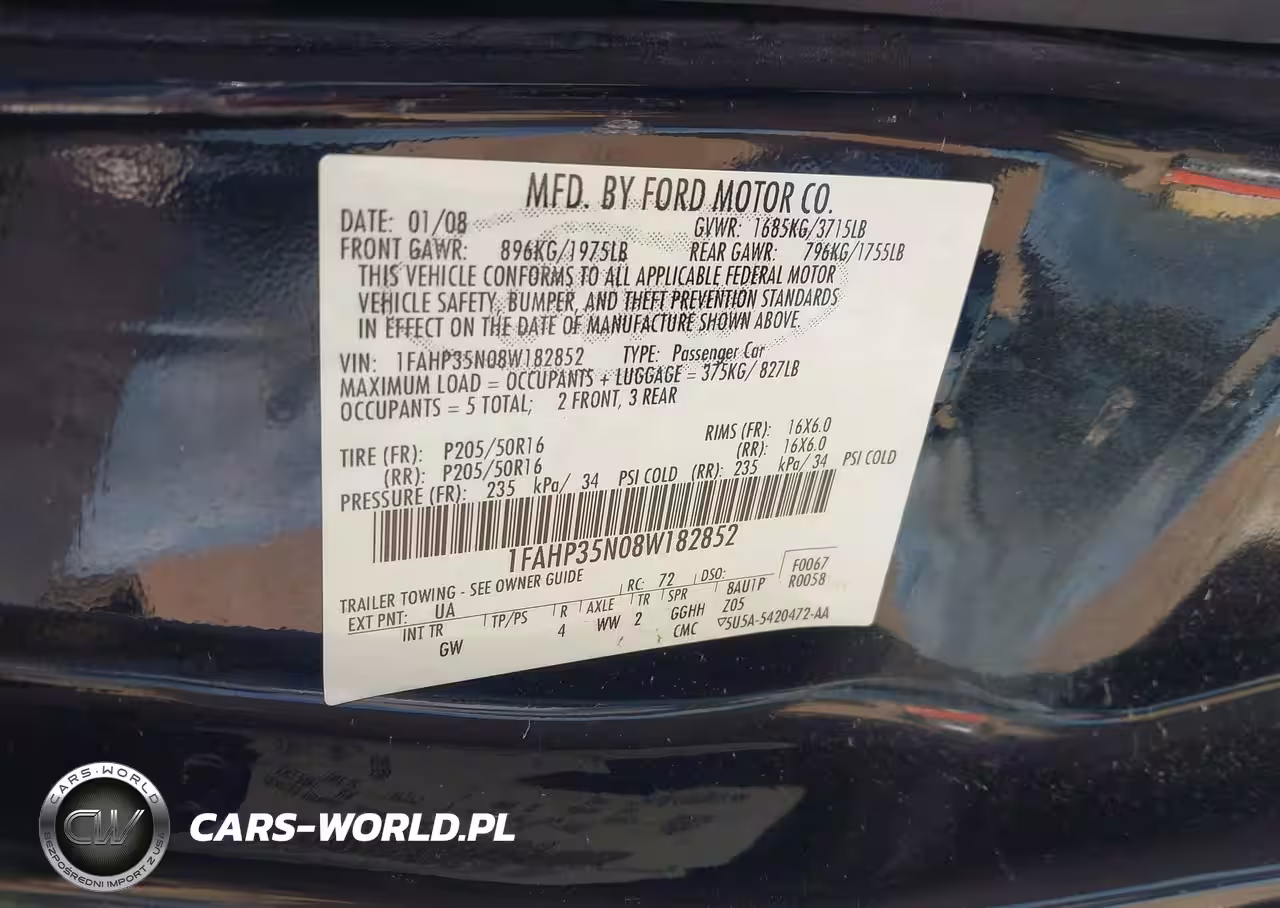 MFD. BY FORD MOTOR CO.
DATE: 01/08 GVWR: 1685KG/3715LB
FRONT GAWR: 896KG/1975LB REAR GAWR: 796KG/1755LB
THIS VEHICLE CONFORMS TO ALL APPLICABLE FEDERAL MOTOR
VEHICLE SAFETY, BUMPER, AND THEFT PREVENTION STANDARDS
IN EFFECT ON THE DATE OF MANUFACTURE SHOWN ABOVE.
VIN: 1FAHP35N08W182852 TYPE: Passenger Car
MAXIMUM LOAD = OCCUPANTS + LUGGAGE = 375KG/ 827LB
OCCUPANTS = 5 TOTAL; 2 FRONT, 3 REAR
TIRE (FR): P205/50R16 RIMS (FR): 16X6.0
(RR): P205/50R16 (RR): 16X6.0
PRESSURE (FR): 235 kPa/ 34 PSI COLD (RR): 235 kPa/ 34 PSI COLD
1FAHP35N08W182852
TRAILER TOWING - SEE OWNER GUIDE
F0067
R0058
EXT PNT: UA RC: 72 DSO:
INT TR TP/PS R AXLE TR SPR BAU1P
GW 4 WW 2 GGHH Z05
CMC ▽5U5A-5420472-AA
CARS-WORLD
CW
BEZPOŚREDNI IMPORT Z USA
CARS-WORLD.PL